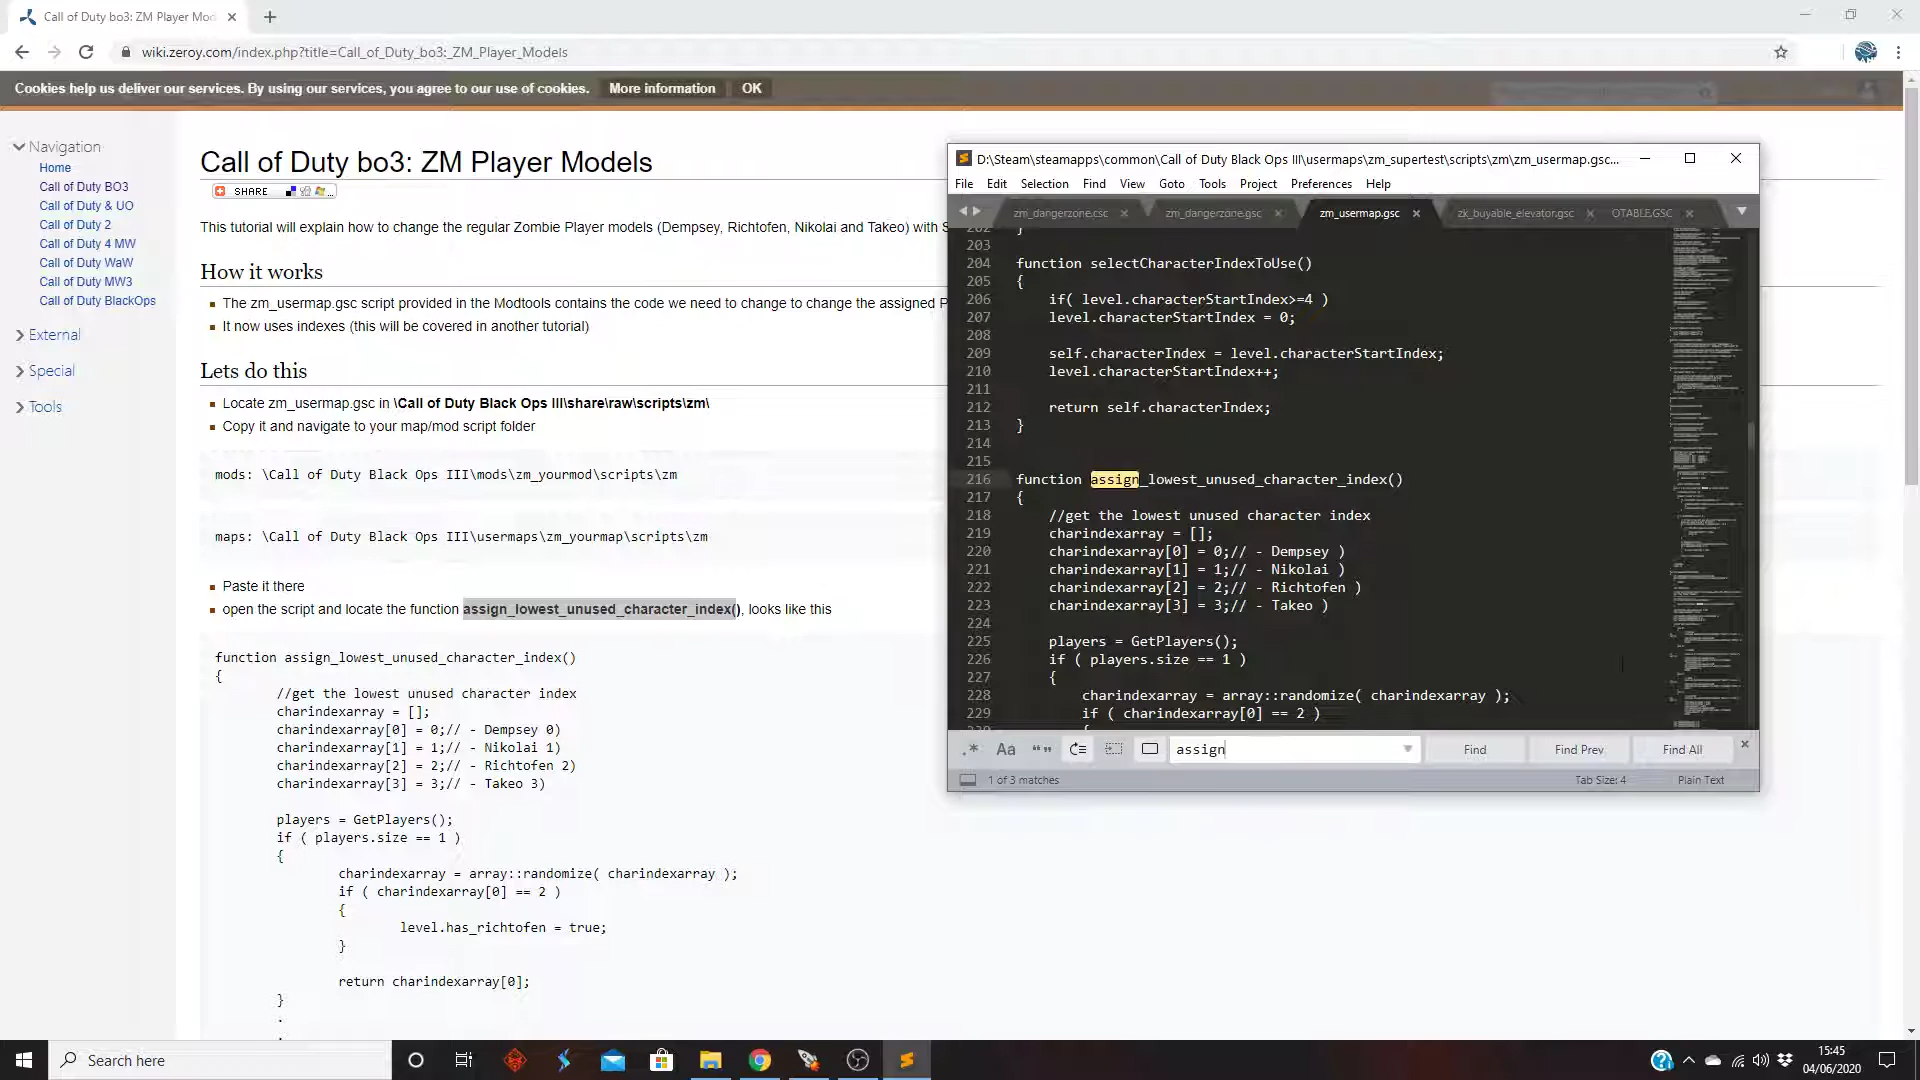 Call of Duty bo3: ZM Player Mod
wiki.zeroy.com/index.php?title=Call_of_Duty_bo3:_ZM_Player_Models
Cookies help us deliver our services. By using our services, you agree to our use of cookies. More information OK
Navigation
Home
Call of Duty BO3
Call of Duty & UO
Call of Duty 2
Call of Duty 4 MW
Call of Duty WaW
Call of Duty MW3
Call of Duty BlackOps
External
Special
Tools
Call of Duty bo3: ZM Player Models
SHARE
This tutorial will explain how to change the regular Zombie Player models (Dempsey, Richtofen, Nikolai and Takeo) with S
How it works
The zm_usermap.gsc script provided in the Modtools contains the code we need to change to change the assigned P
It now uses indexes (this will be covered in another tutorial)
Lets do this
Locate zm_usermap.gsc in \Call of Duty Black Ops III\share\raw\scripts\zm\
Copy it and navigate to your map/mod script folder
mods: \Call of Duty Black Ops III\mods\zm_yourmod\scripts\zm
maps: \Call of Duty Black Ops III\usermaps\zm_yourmap\scripts\zm
Paste it there
open the script and locate the function assign_lowest_unused_character_index(), looks like this
function assign_lowest_unused_character_index()
{
//get the lowest unused character index
charindexarray = [];
charindexarray[0] = 0;// - Dempsey 0)
charindexarray[1] = 1;// - Nikolai 1)
charindexarray[2] = 2;// - Richtofen 2)
charindexarray[3] = 3;// - Takeo 3)
players = GetPlayers();
if ( players.size == 1 )
{
charindexarray = array::randomize( charindexarray );
if ( charindexarray[0] == 2 )
{
level.has_richtofen = true;
}
return charindexarray[0];
}
.
.
D:\Steam\steamapps\common\Call of Duty Black Ops III\usermaps\zm_supertest\scripts\zm\zm_usermap.gsc...
File Edit Selection Find View Goto Tools Project Preferences Help
zm_dangerzone.csc zm_dangerzone.gsc zm_usermap.gsc zk_buyable_elevator.gsc OTABLE.GSC
202 }
203
204 function selectCharacterIndexToUse()
205 {
206 if( level.characterStartIndex>=4 )
207 level.characterStartIndex = 0;
208
209 self.characterIndex = level.characterStartIndex;
210 level.characterStartIndex++;
211
212 return self.characterIndex;
213 }
214
215
216 function assign_lowest_unused_character_index()
217 {
218 //get the lowest unused character index
219 charindexarray = [];
220 charindexarray[0] = 0;// - Dempsey )
221 charindexarray[1] = 1;// - Nikolai )
222 charindexarray[2] = 2;// - Richtofen )
223 charindexarray[3] = 3;// - Takeo )
224
225 players = GetPlayers();
226 if ( players.size == 1 )
227 {
228 charindexarray = array::randomize( charindexarray );
229 if ( charindexarray[0] == 2 )
.* Aa “” assign Find Find Prev Find All
1 of 3 matches Tab Size: 4 Plain Text
Search here
15:45
04/06/2020